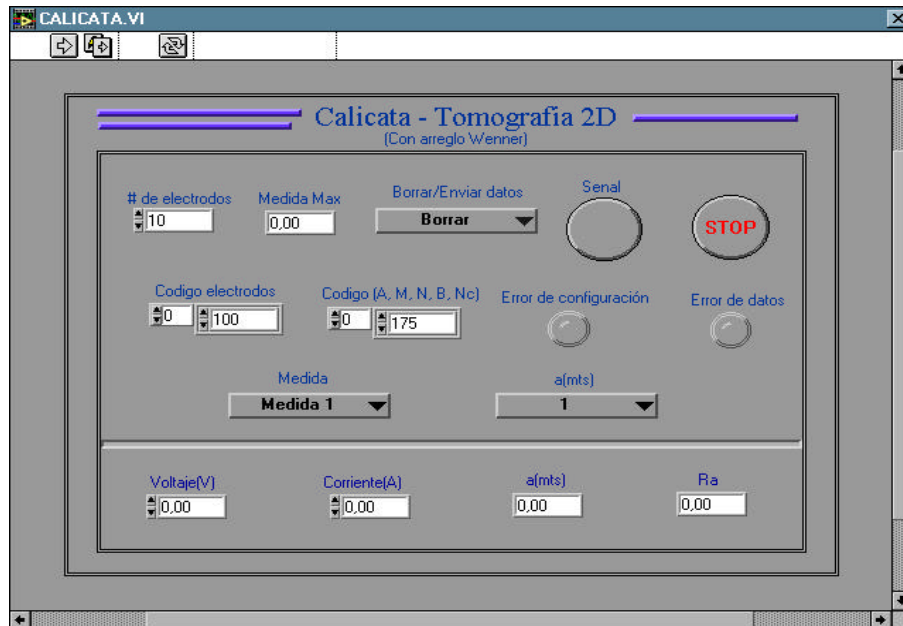 CALICATA.VI
Calicata - Tomografía 2D
(Con arreglo Wenner)
# de electrodos
Medida Max
Borrar/Enviar datos
Senal
10
0,00
Borrar
STOP
Codigo electrodos
Codigo (A, M, N, B, Nc)
Error de configuración
Error de datos
0
100
0
175
Medida
a(mts)
Medida 1
1
Voltaje(V)
Corriente(A)
a(mts)
Ra
0,00
0,00
0,00
0,00